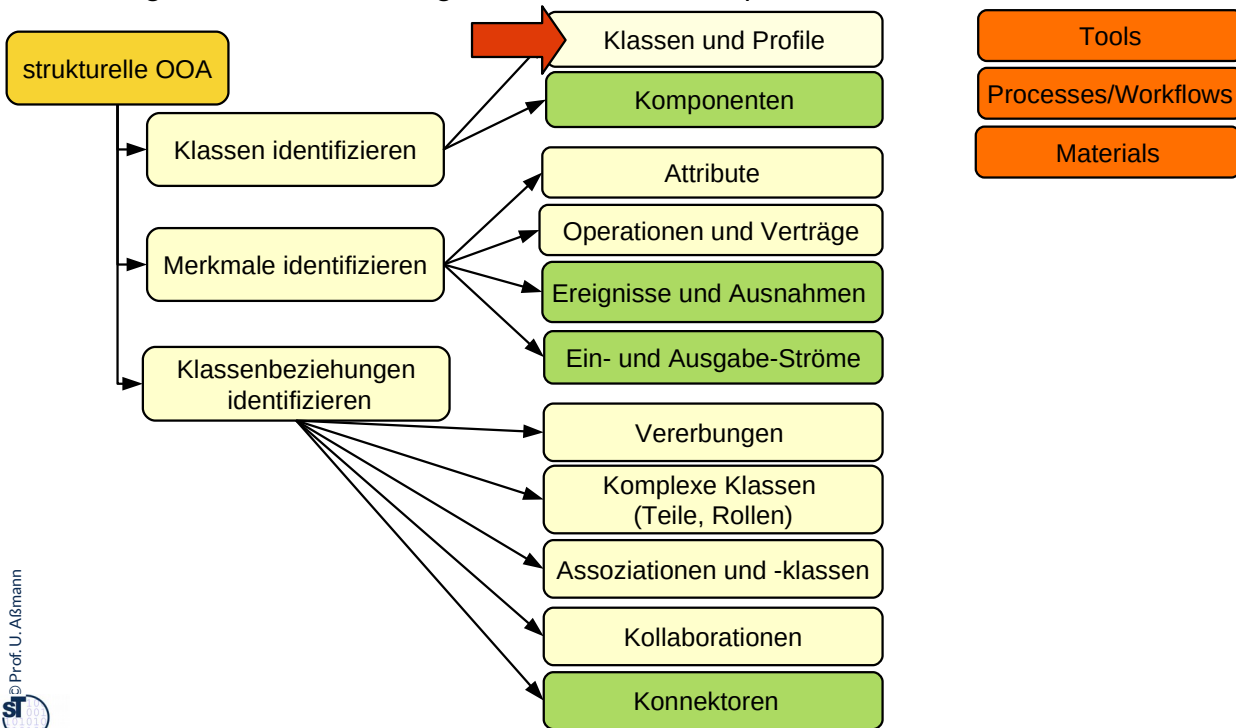 strukturelle OOA
Klassen identifizieren
Merkmale identifizieren
Klassenbeziehungen
identifizieren
Klassen und Profile
Komponenten
Attribute
Operationen und Verträge
Ereignisse und Ausnahmen
Ein- und Ausgabe-Ströme
Vererbungen
Komplexe Klassen
(Teile, Rollen)
Assoziationen und -klassen
Kollaborationen
Konnektoren
Tools
Processes/Workflows
Materials
© Prof. U. Aßmann
ST